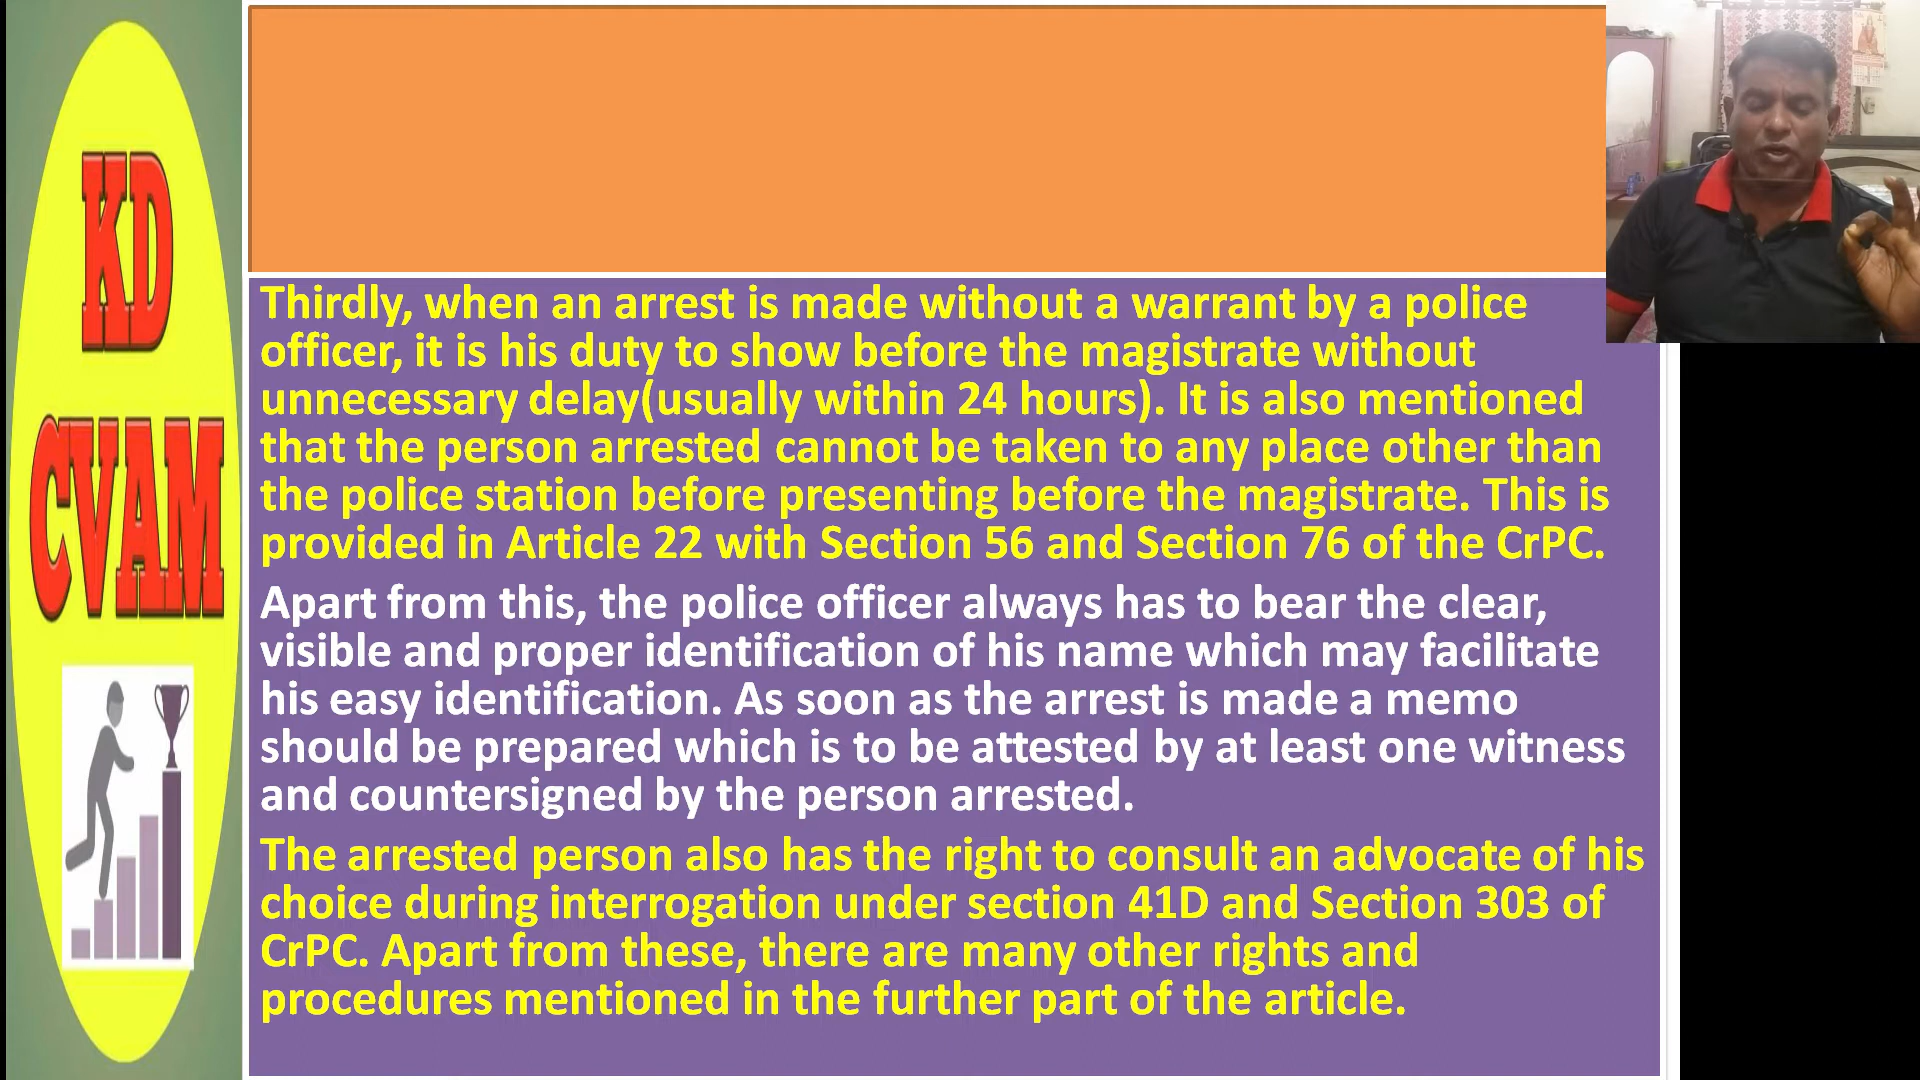 KD
CVAM
Thirdly, when an arrest is made without a warrant by a police
officer, it is his duty to show before the magistrate without
unnecessary delay(usually within 24 hours). It is also mentioned
that the person arrested cannot be taken to any place other than
the police station before presenting before the magistrate. This is
provided in Article 22 with Section 56 and Section 76 of the CrPC.
Apart from this, the police officer always has to bear the clear,
visible and proper identification of his name which may facilitate
his easy identification. As soon as the arrest is made a memo
should be prepared which is to be attested by at least one witness
and countersigned by the person arrested.
The arrested person also has the right to consult an advocate of his
choice during interrogation under section 41D and Section 303 of
CrPC. Apart from these, there are many other rights and
procedures mentioned in the further part of the article.